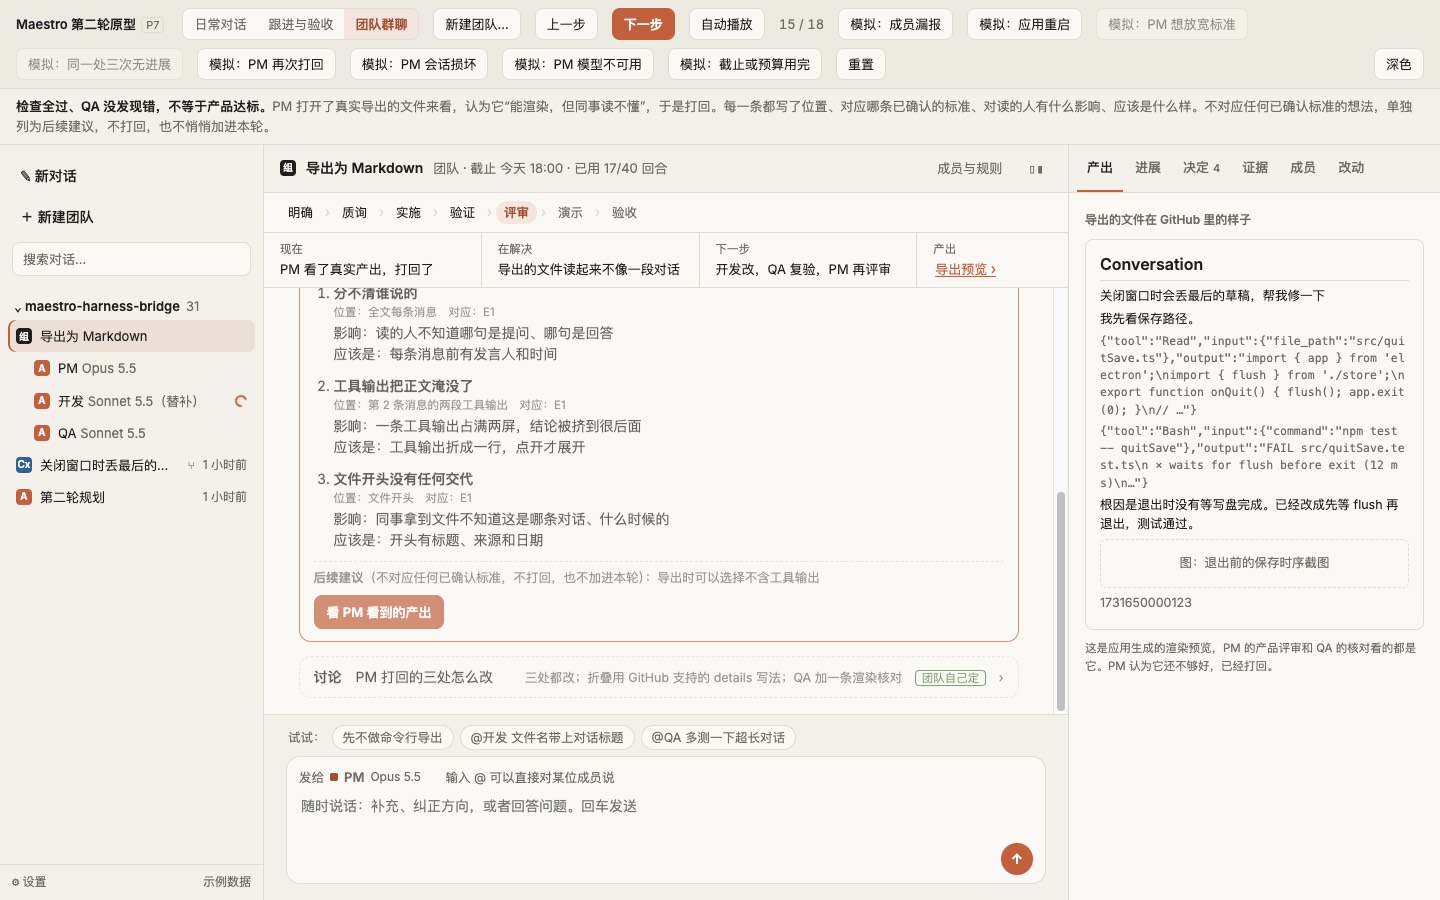 Maestro 第二轮原型 P7 日常对话 跟进与验收 团队群聊 新建团队... 上一步 下一步 自动播放 15 / 18 模拟：成员漏报 模拟：应用重启 模拟：PM 想放宽标准
模拟：同一处三次无进展 模拟：PM 再次打回 模拟：PM 会话损坏 模拟：PM 模型不可用 模拟：截止或预算用完 重置 深色
检查全过、QA 没发现错，不等于产品达标。PM 打开了真实导出的文件来看，认为它“能渲染，但同事读不懂”，于是打回。每一条都写了位置、对应哪条已确认的标准、对读的人有什么影响、应该是什么样。不对应任何已确认标准的想法，单独
列为后续建议，不打回，也不悄悄加进本轮。
✎ 新对话
+ 新建团队
搜索对话...
maestro-harness-bridge 31
组 导出为 Markdown
A PM Opus 5.5
A 开发 Sonnet 5.5（替补）
A QA Sonnet 5.5
Cx 关闭窗口时丢最后的... 1 小时前
A 第二轮规划 1 小时前
设置 示例数据
组 导出为 Markdown 团队 · 截止 今天 18:00 · 已用 17/40 回合 成员与规则
明确 › 质询 › 实施 › 验证 › 评审 › 演示 › 验收
现在
PM 看了真实产出，打回了
在解决
导出的文件读起来不像一段对话
下一步
开发改，QA 复验，PM 再评审
产出
导出预览 ›
1. 分不清谁说的
位置：全文每条消息 对应：E1
影响：读的人不知道哪句是提问、哪句是回答
应该是：每条消息前有发言人和时间
2. 工具输出把正文淹没了
位置：第 2 条消息的两段工具输出 对应：E1
影响：一条工具输出占满两屏，结论被挤到很后面
应该是：工具输出折成一行，点开才展开
3. 文件开头没有任何交代
位置：文件开头 对应：E1
影响：同事拿到文件不知道这是哪条对话、什么时候的
应该是：开头有标题、来源和日期
后续建议（不对应任何已确认标准，不打回，也不加进本轮）：导出时可以选择不含工具输出
看 PM 看到的产出
讨论 PM 打回的三处怎么改 三处都改；折叠用 GitHub 支持的 details 写法；QA 加一条渲染核对 团队自己定 ›
试试： 先不做命令行导出 @开发 文件名带上对话标题 @QA 多测一下超长对话
发给 PM Opus 5.5 输入 @ 可以直接对某位成员说
随时说话：补充、纠正方向，或者回答问题。回车发送
产出 进展 决定 4 证据 成员 改动
导出的文件在 GitHub 里的样子
Conversation
关闭窗口时会丢最后的草稿，帮我修一下
我先看保存路径。
{"tool":"Read","input":{"file_path":"src/qui
tSave.ts"},"output":"import { app } from 'el
ectron';\nimport { flush } from './store';\n
export function onQuit() { flush(); app.exit
(0); }\n// …"}
{"tool":"Bash","input":{"command":"npm test
-- quitSave"},"output":"FAIL src/quitSave.te
st.ts\n × waits for flush before exit (12 m
s)\n…"}
根因是退出时没有等写盘完成。已经改成先等 flush 再
退出，测试通过。
图：退出前的保存时序截图
1731650000123
这是应用生成的渲染预览，PM 的产品评审和 QA 的核对看的都是
它。PM 认为它还不够好，已经打回。